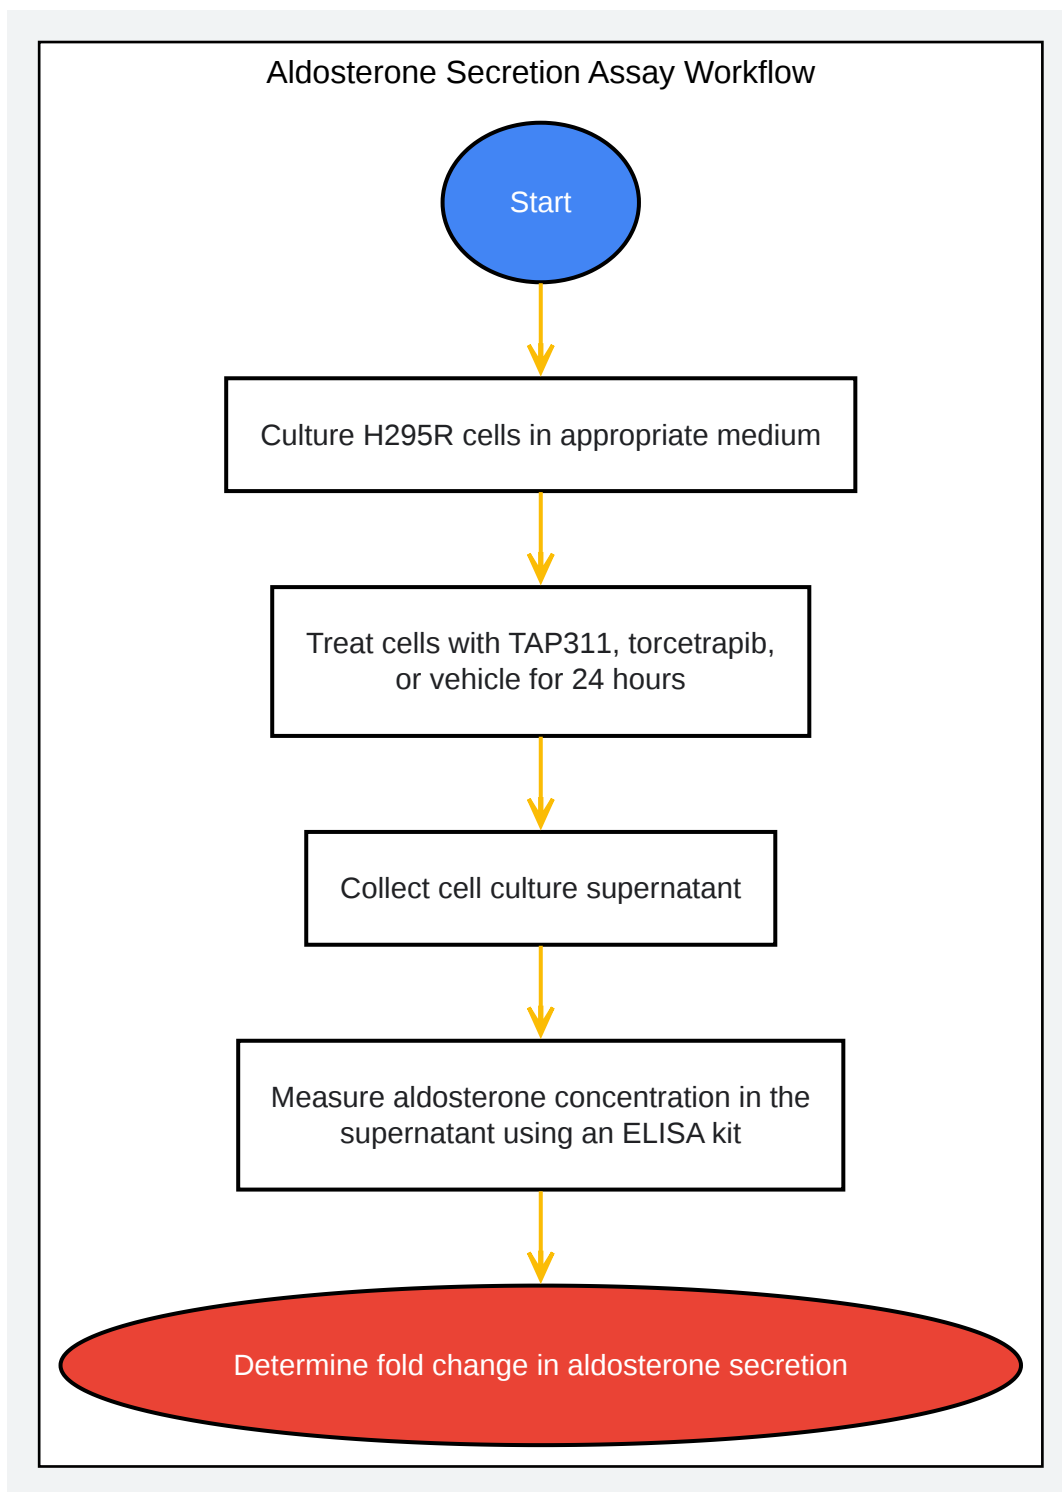 Aldosterone Secretion Assay Workflow
Start
Culture H295R cells in appropriate medium
Treat cells with TAP311, torcetrapib,
or vehicle for 24 hours
Collect cell culture supernatant
Measure aldosterone concentration in the
supernatant using an ELISA kit
Determine fold change in aldosterone secretion